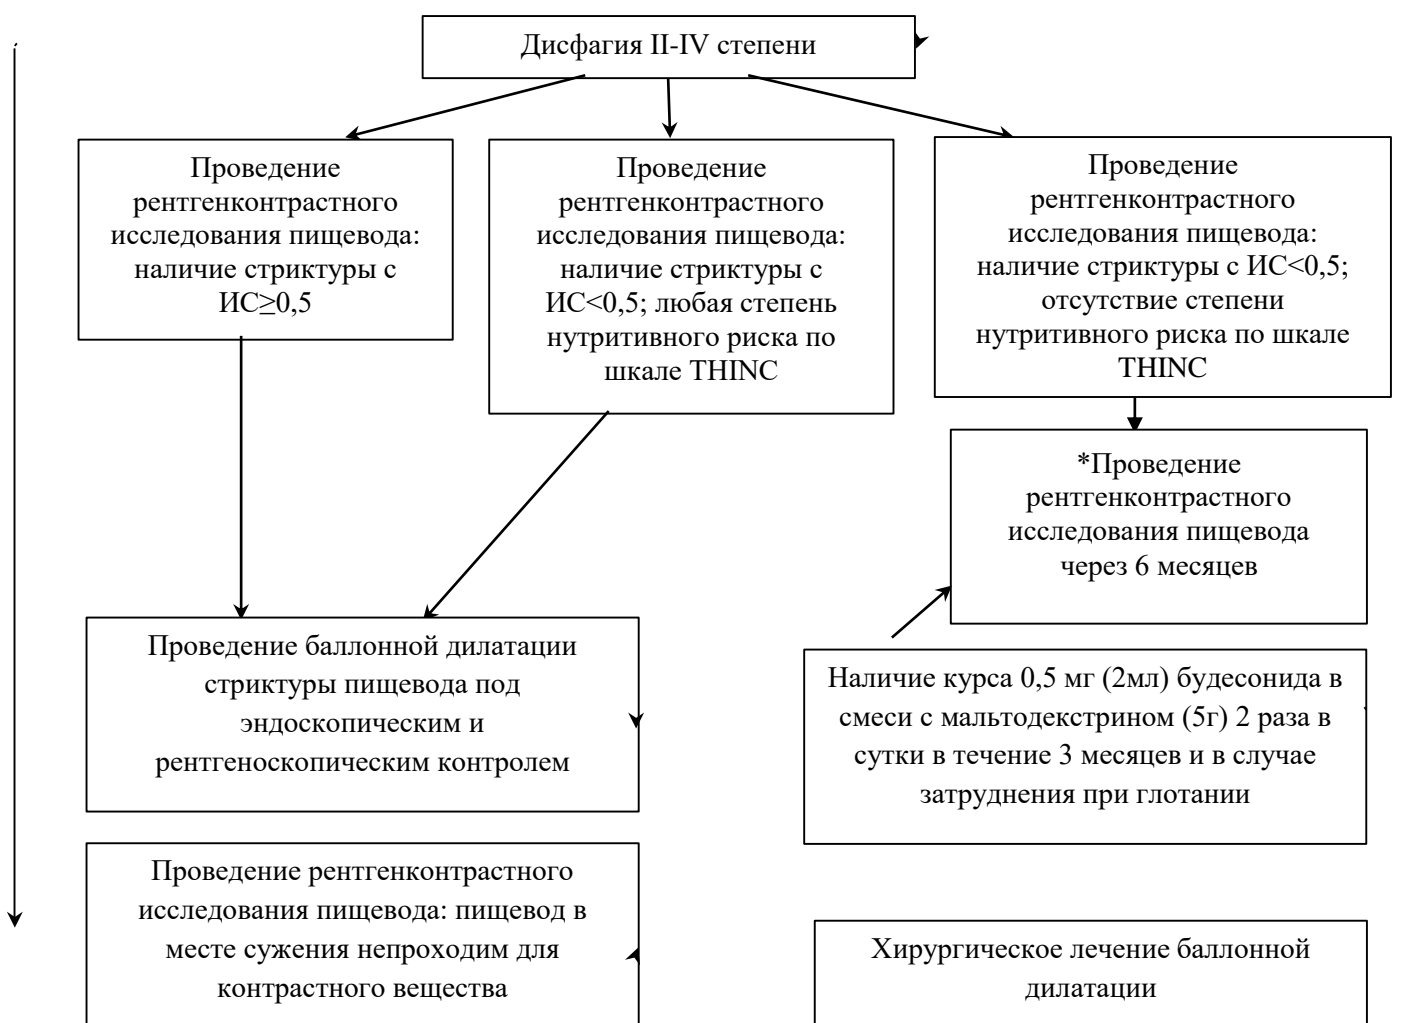 Дисфагия II-IV степени
Проведение
рентгенконтрастного
исследования пищевода:
наличие стриктуры с
ИС≥0,5
Проведение
рентгенконтрастного
исследования пищевода:
наличие стриктуры с
ИС<0,5; любая степень
нутритивного риска по
шкале THINC
Проведение
рентгенконтрастного
исследования пищевода:
наличие стриктуры с ИС<0,5;
отсутствие степени
нутритивного риска по шкале
THINC
*Проведение
рентгенконтрастного
исследования пищевода
через 6 месяцев
Проведение баллонной дилатации
стриктуры пищевода под
эндоскопическим и
рентгеноскопическим контролем
Наличие курса 0,5 мг (2мл) будесонида в
смеси с мальтодекстрином (5г) 2 раза в
сутки в течение 3 месяцев и в случае
затруднения при глотании
Проведение рентгенконтрастного
исследования пищевода: пищевод в
месте сужения непроходим для
контрастного вещества
Хирургическое лечение баллонной
дилатации